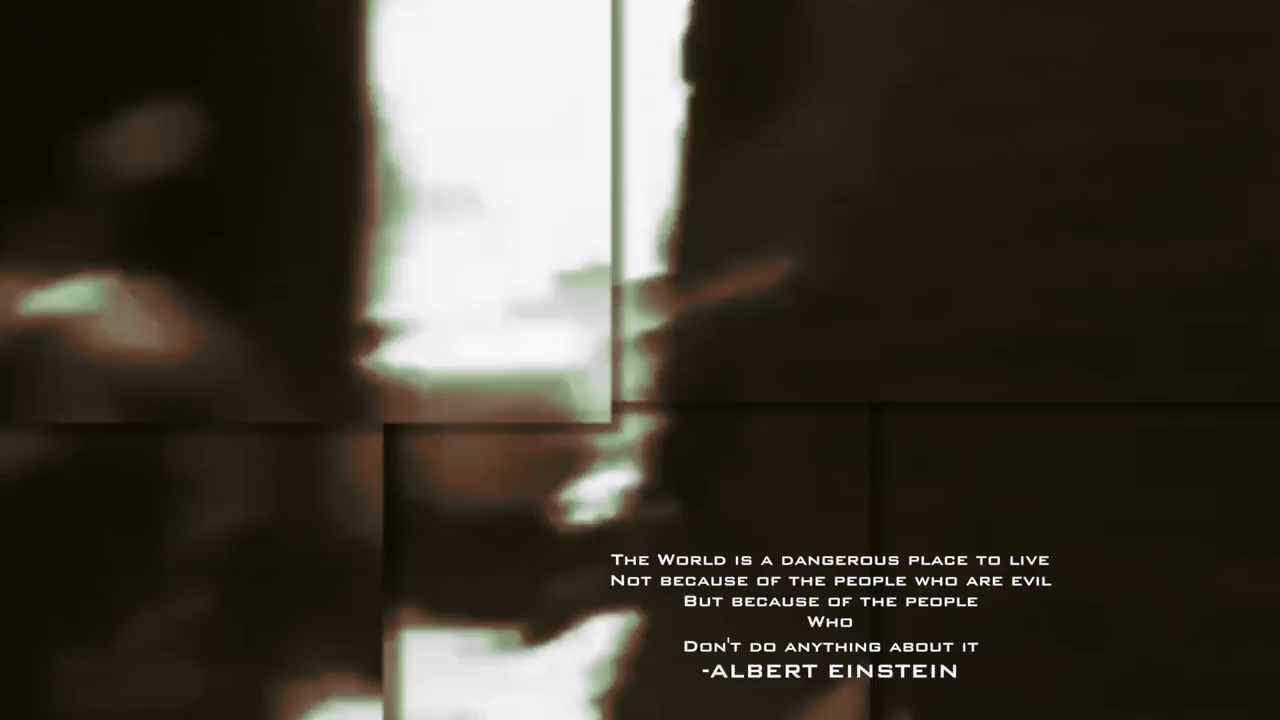 The World is a dangerous place to live
Not because of the people who are evil
But because of the people
Who
Don't do anything about it
-ALBERT EINSTEIN